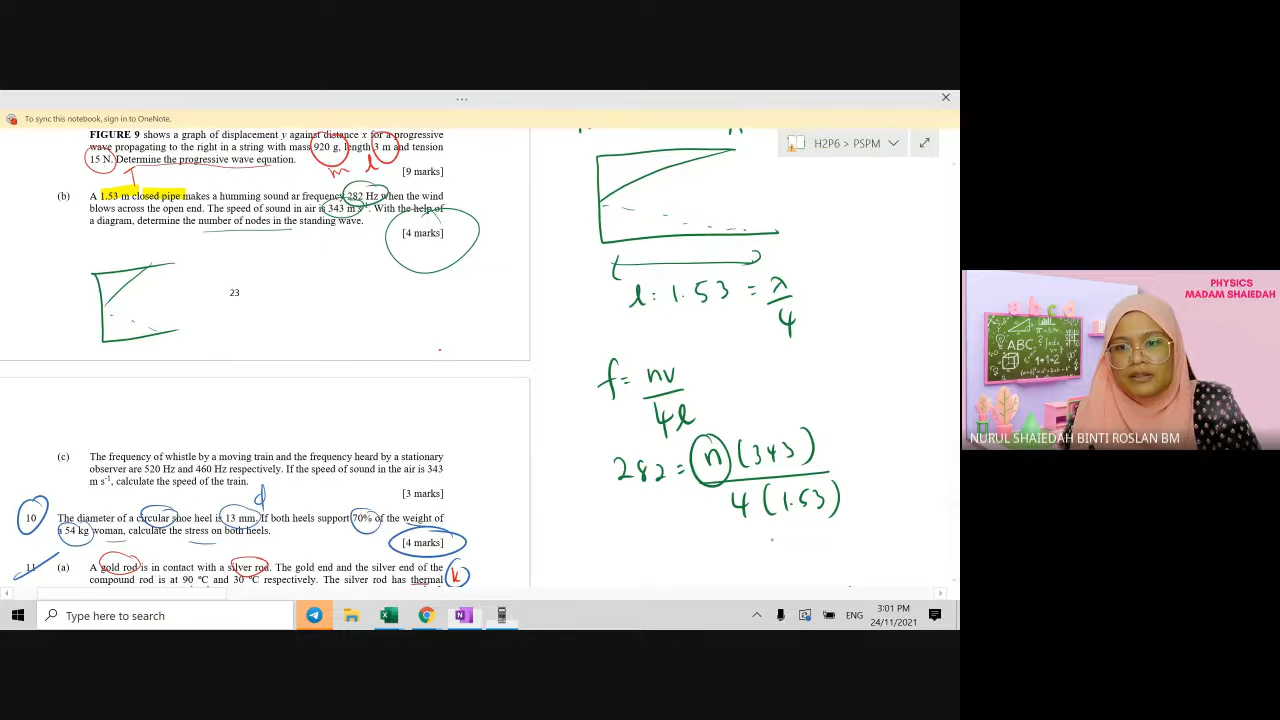 To sync this notebook, sign in to OneNote.
FIGURE 9 shows a graph of displacement y against distance x for a progressive
wave propagating to the right in a string with mass 920 g, length 3 m and tension
15 N. Determine the progressive wave equation.
m l
T
[9 marks]
(b) A 1.53 m closed pipe makes a humming sound at frequency 282 Hz when the wind
blows across the open end. The speed of sound in air is 343 m s-1. With the help of
a diagram, determine the number of nodes in the standing wave.
[4 marks]
23
(c) The frequency of whistle by a moving train and the frequency heard by a stationary
observer are 520 Hz and 460 Hz respectively. If the speed of sound in the air is 343
m s-1, calculate the speed of the train.
[3 marks]
d
10 The diameter of a circular shoe heel is 13 mm. If both heels support 70% of the weight of
a 54 kg woman, calculate the stress on both heels.
[4 marks]
11 (a) A gold rod is in contact with a silver rod. The gold end and the silver end of the
compound rod is at 90 °C and 30 °C respectively. The silver rod has thermal
k
H2P6 > PSPM
l: 1.53 = λ/4
f = nv/4l
282 = n(343)/4(1.53)
PHYSICS
MADAM SHAIEDAH
a b c d
ABC
1+1=2
NURUL SHAIEDAH BINTI ROSLAN BM
Type here to search
ENG
3:01 PM
24/11/2021